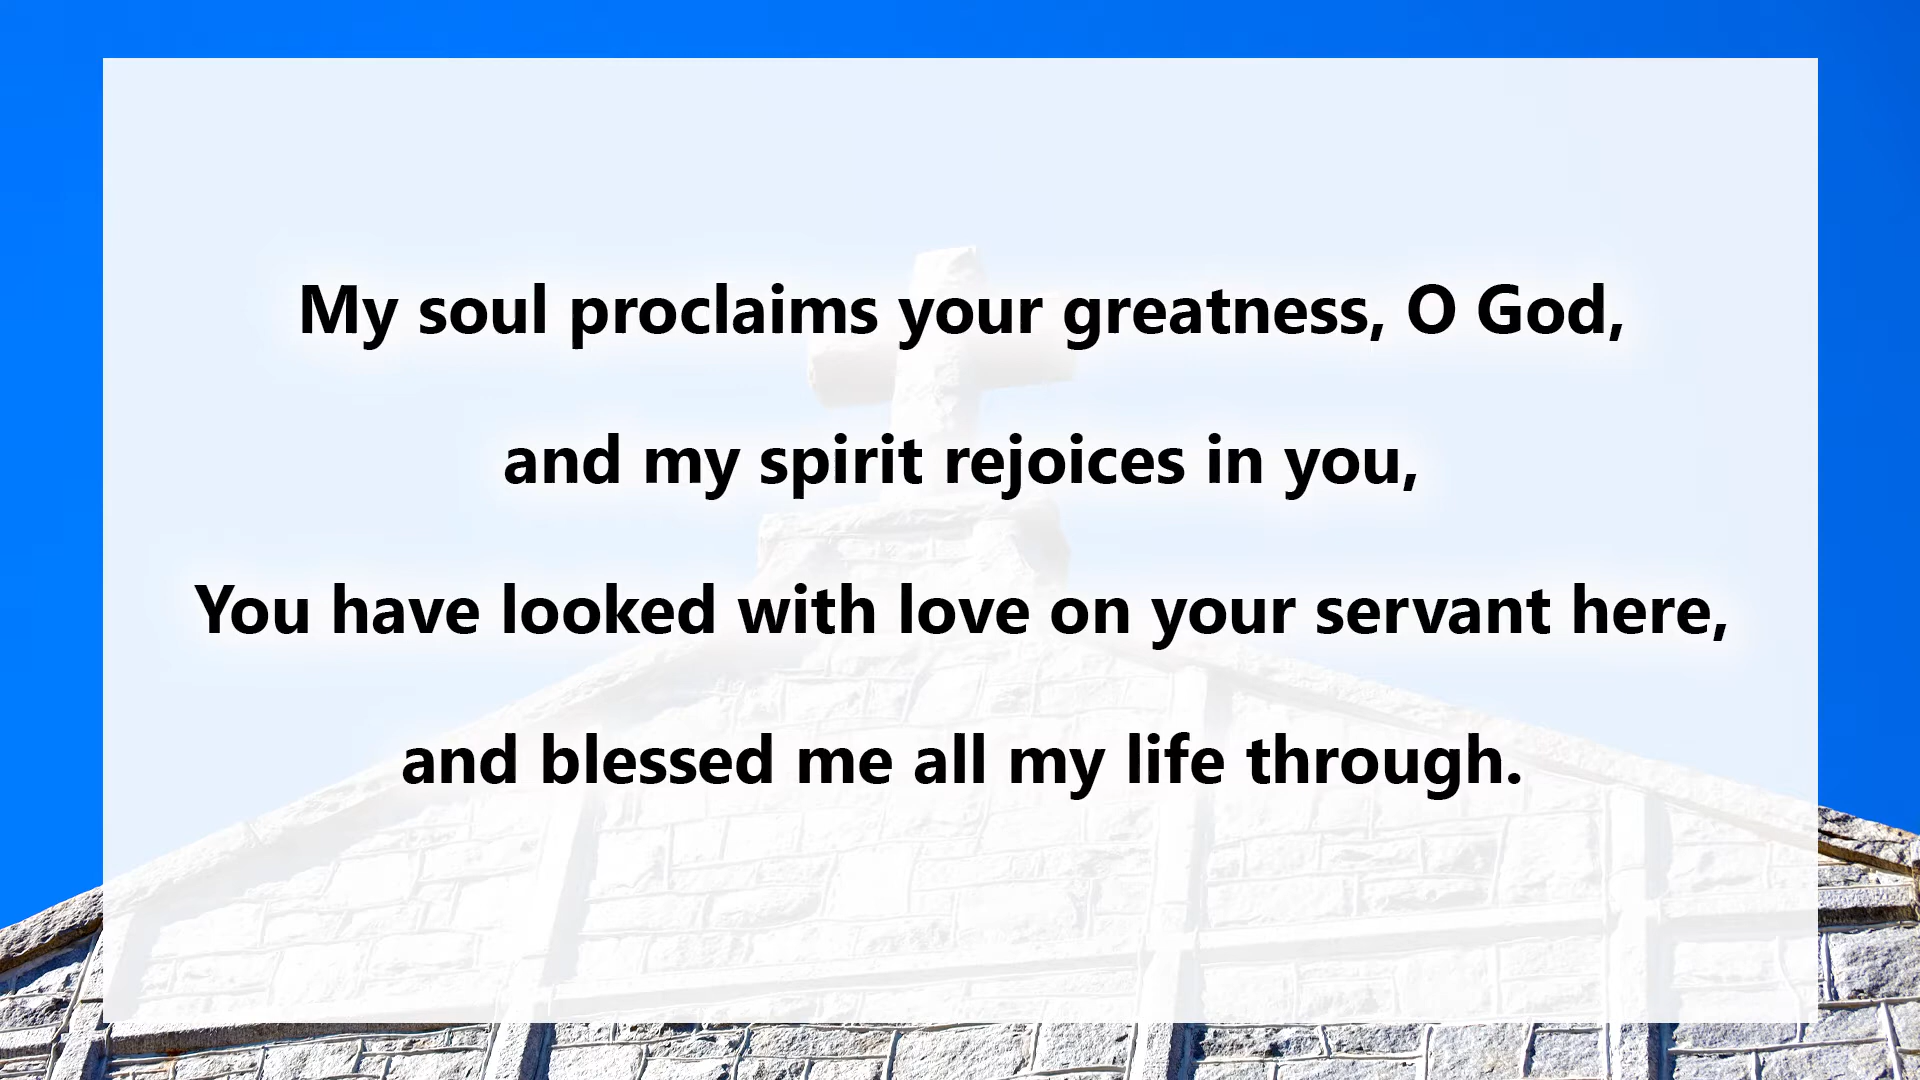 My soul proclaims your greatness, O God,
and my spirit rejoices in you,
You have looked with love on your servant here,
and blessed me all my life through.